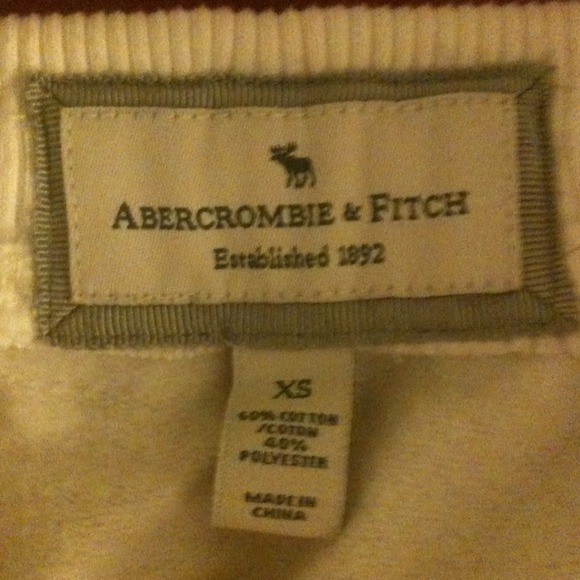 ABERCROMBIE & FITCH
Established 1892
XS
60% COTTON
/COTON
40%
POLYESTER
MADE IN
CHINA